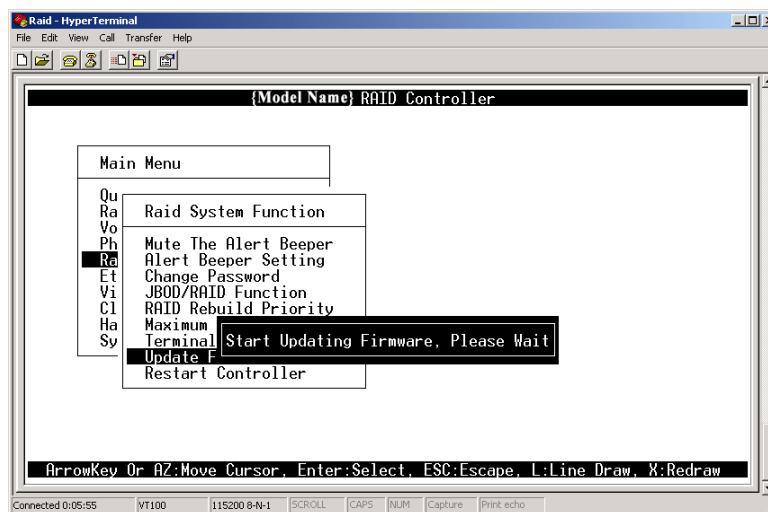 Raid - HyperTerminal
File Edit View Call Transfer Help
{Model Name} RAID Controller
Main Menu
Qu
Ra
Raid System Function
Vo
Ph
Mute The Alert Beeper
Ra
Alert Beeper Setting
Et
Change Password
Vi
JBOD/RAID Function
Cl
RAID Rebuild Priority
Ha
Maximum
Sy
Terminal
Start Updating Firmware, Please Wait
Update F
Restart Controller
ArrowKey Or AZ:Move Cursor, Enter:Select, ESC:Escape, L:Line Draw, X:Redraw
Connected 0:05:55 VT100 115200 8-N-1 SCROLL CAPS NUM Capture Print echo